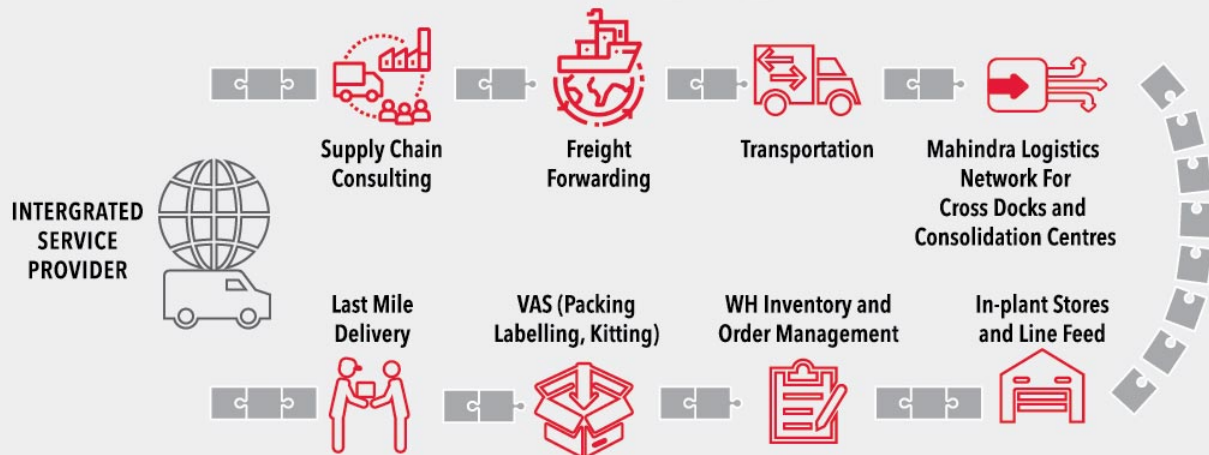 INTERGRATED
SERVICE
PROVIDER
Supply Chain
Consulting
Freight
Forwarding
Transportation
Mahindra Logistics
Network For
Cross Docks and
Consolidation Centres
Last Mile
Delivery
VAS (Packing
Labelling, Kitting)
WH Inventory and
Order Management
In-plant Stores
and Line Feed